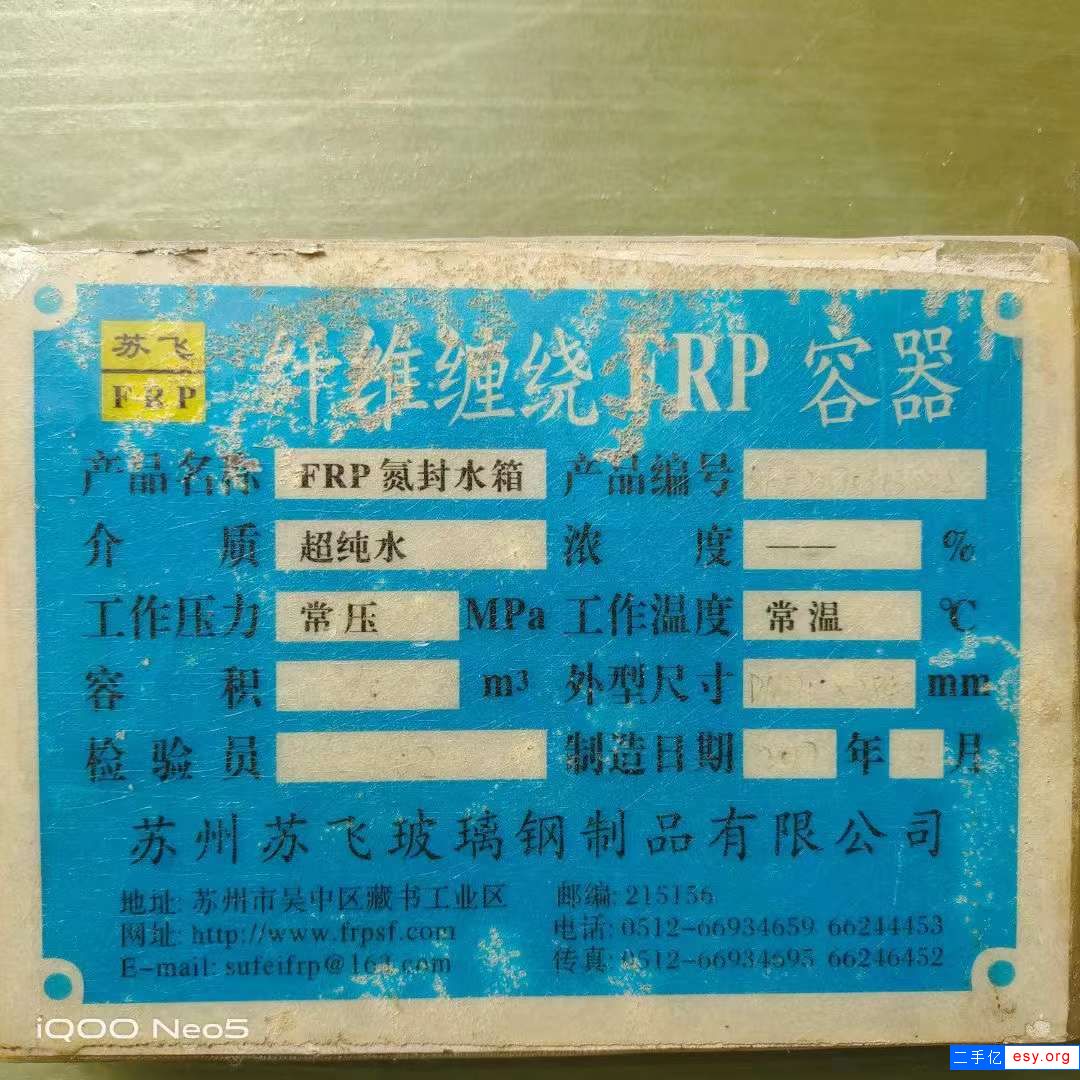 苏飞
FRP
纤维缠绕FRP容器
产品名称 FRP氮封水箱 产品编号
介质 超纯水 浓度 —— %
工作压力 常压 MPa 工作温度 常温 ℃
容积 m³ 外型尺寸 mm
检验员 制造日期 年 月
苏州苏飞玻璃钢制品有限公司
地址: 苏州市吴中区藏书工业区 邮编: 215156
网址: http://www.frpsf.com 电话: 0512-66934659 66244453
E-mail: sufeifrp@163.com 传真: 0512-66934695 66246452
iQOO Neo5
二手亿 esy.org